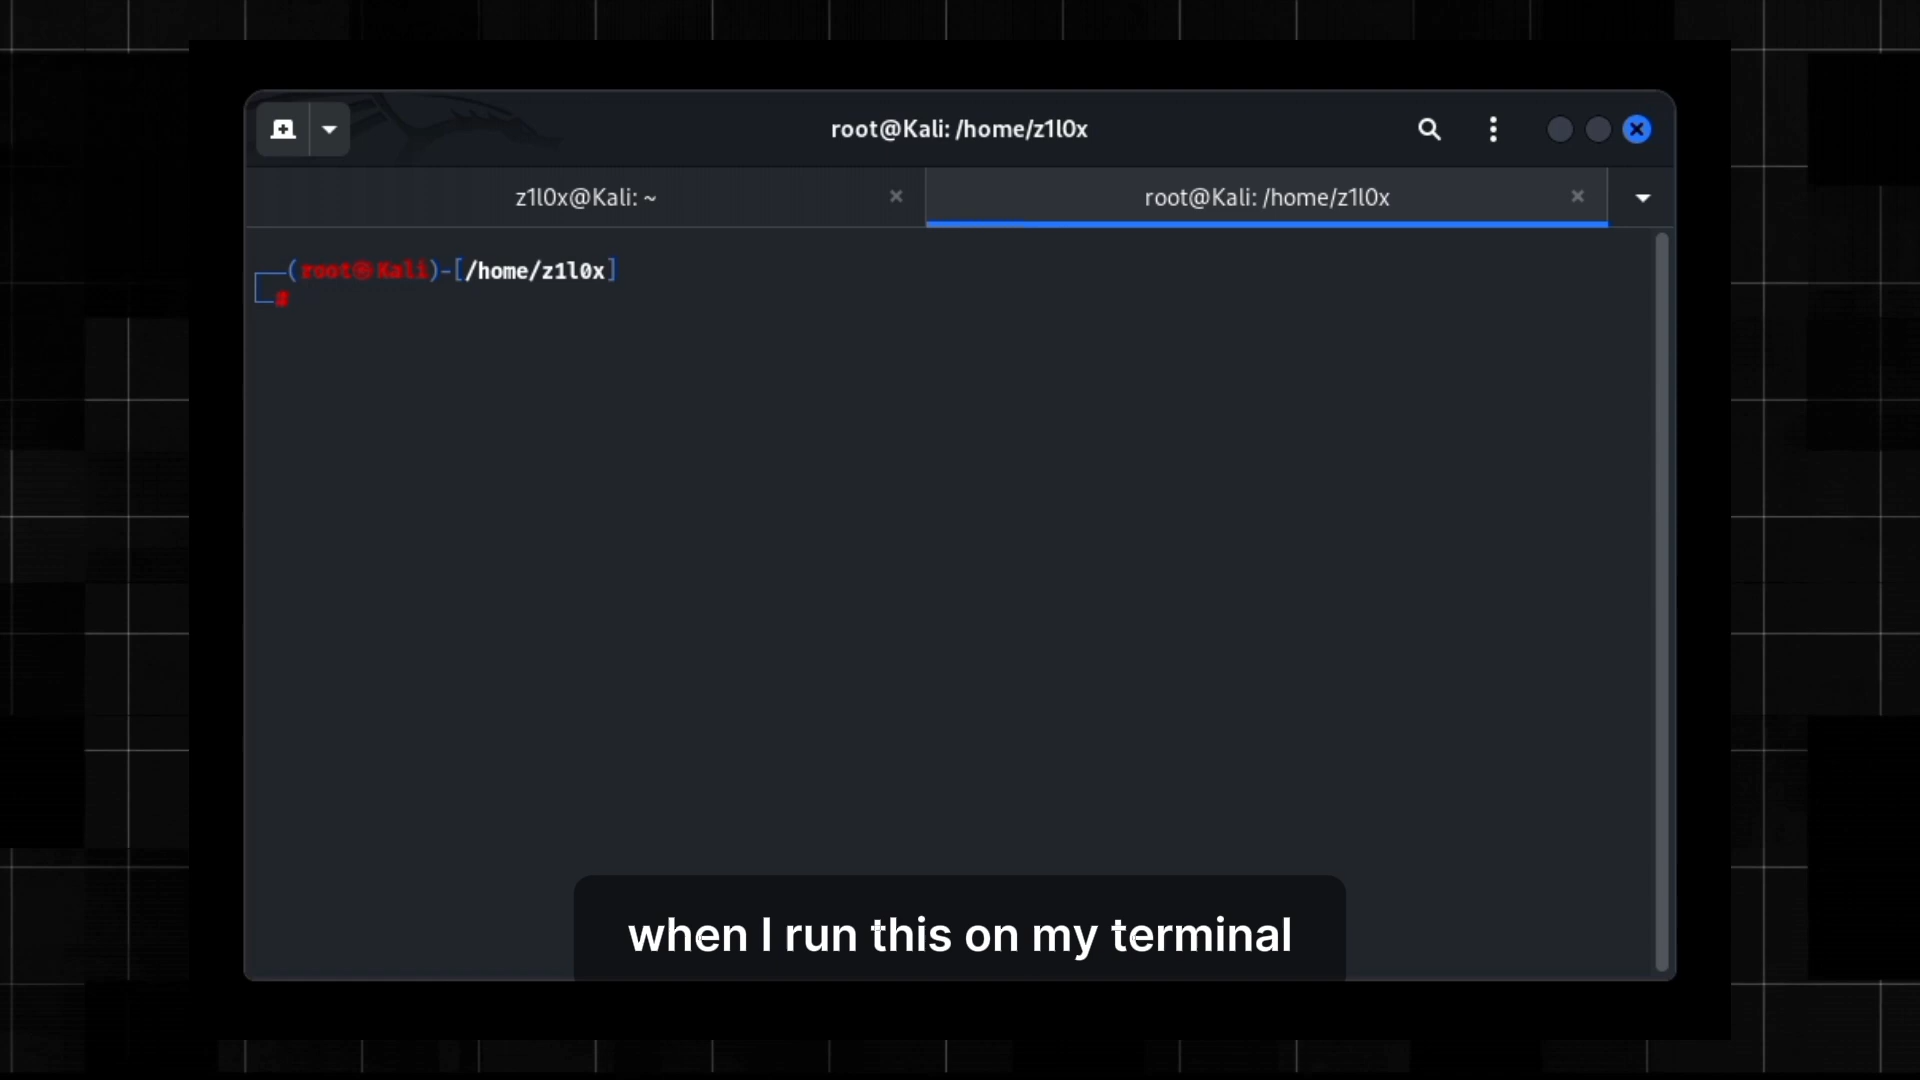 root@Kali: /home/z1l0x
z1l0x@Kali: ~
root@Kali: /home/z1l0x
(root㉿Kali)-[/home/z1l0x]
#
when I run this on my terminal